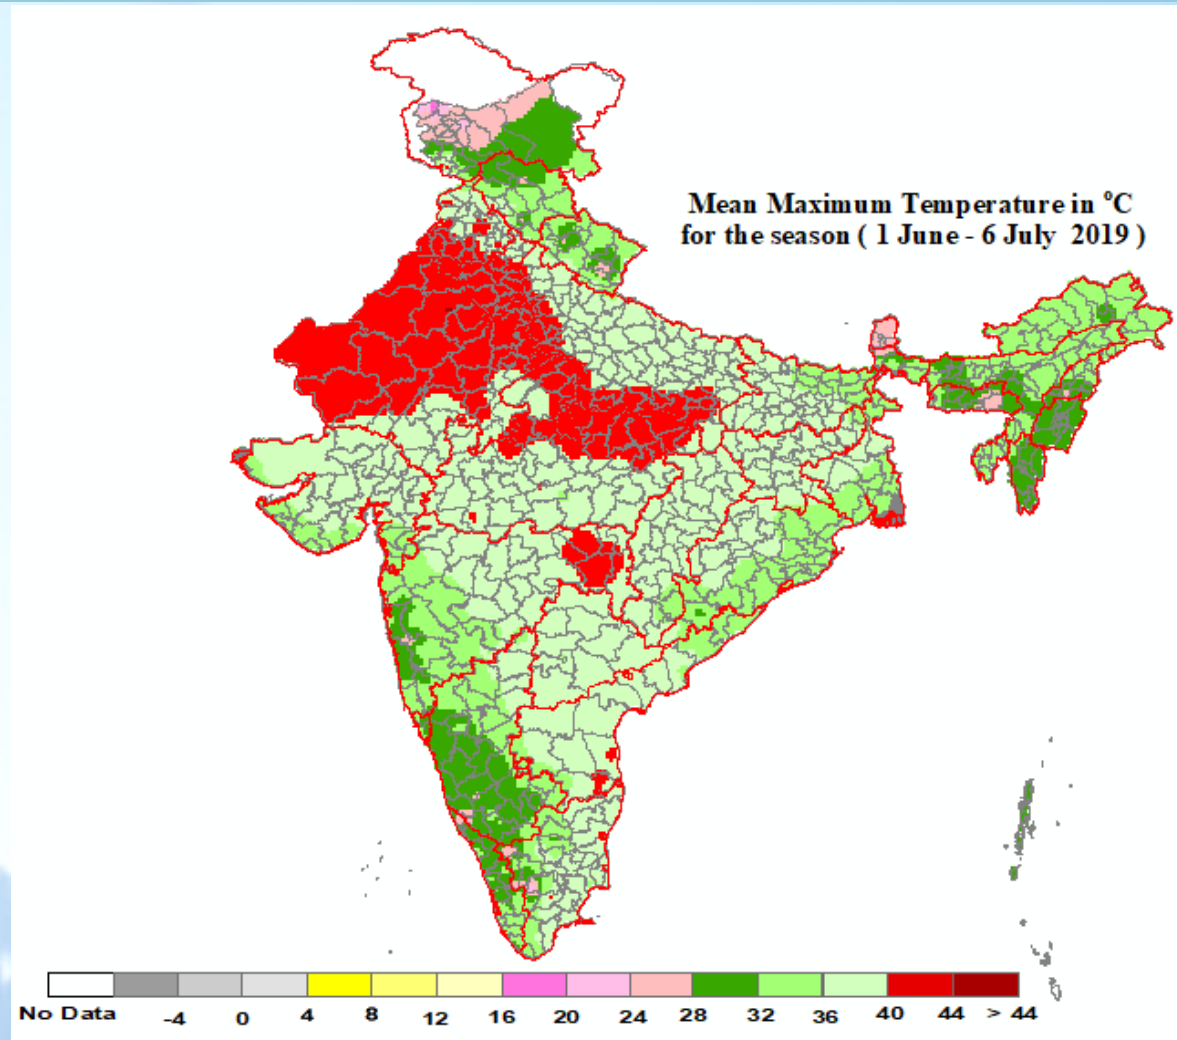 Mean Maximum Temperature in °C
for the season ( 1 June - 6 July 2019 )
No Data -4 0 4 8 12 16 20 24 28 32 36 40 44 > 44